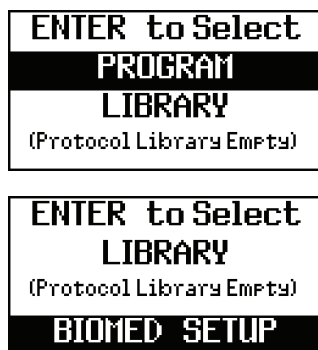 ENTER to Select
PROGRAM
LIBRARY
(Protocol Library Empty)
ENTER to Select
LIBRARY
(Protocol Library Empty)
BIOMED SETUP